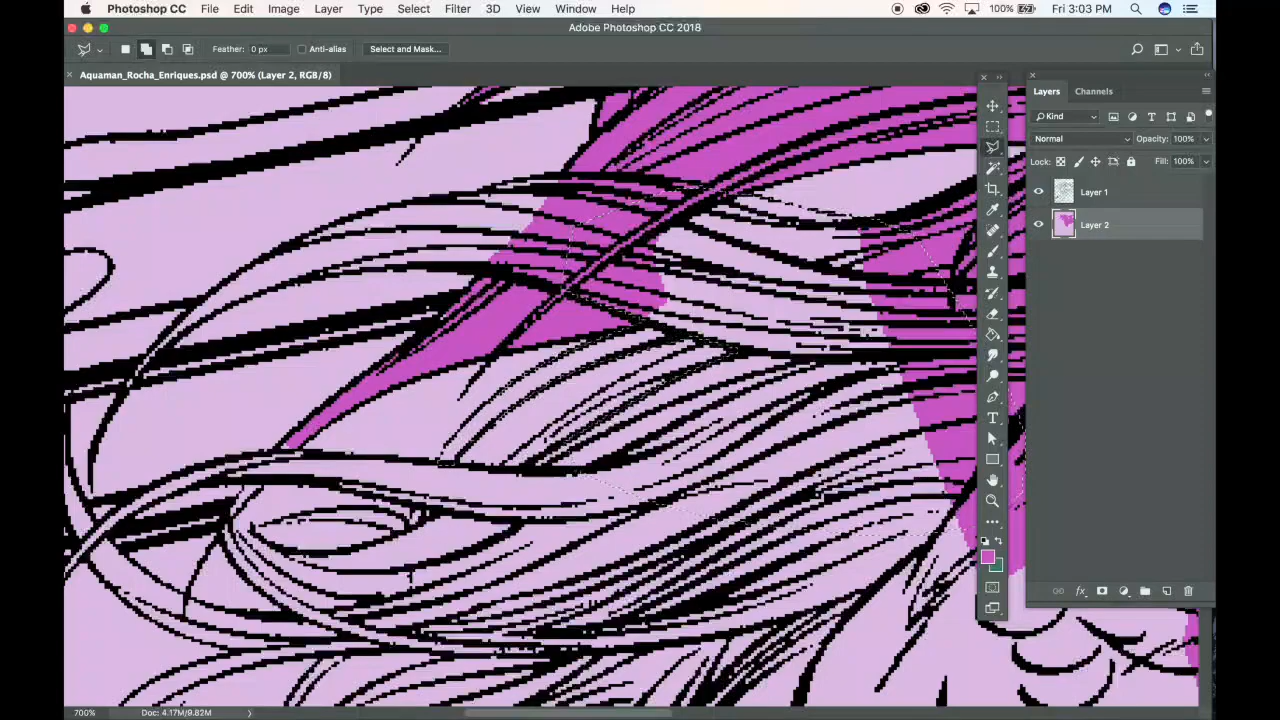 Photoshop CC File Edit Image Layer Type Select Filter 3D View Window Help 100% Fri 3:03 PM
Adobe Photoshop CC 2018
Feather: 0 px Anti-alias Select and Mask...
× Aquaman_Rocha_Enriques.psd @ 700% (Layer 2, RGB/8)
Layers Channels
Kind
Normal Opacity: 100%
Lock: Fill: 100%
Layer 1
Layer 2
700% Doc: 4.17M/9.82M